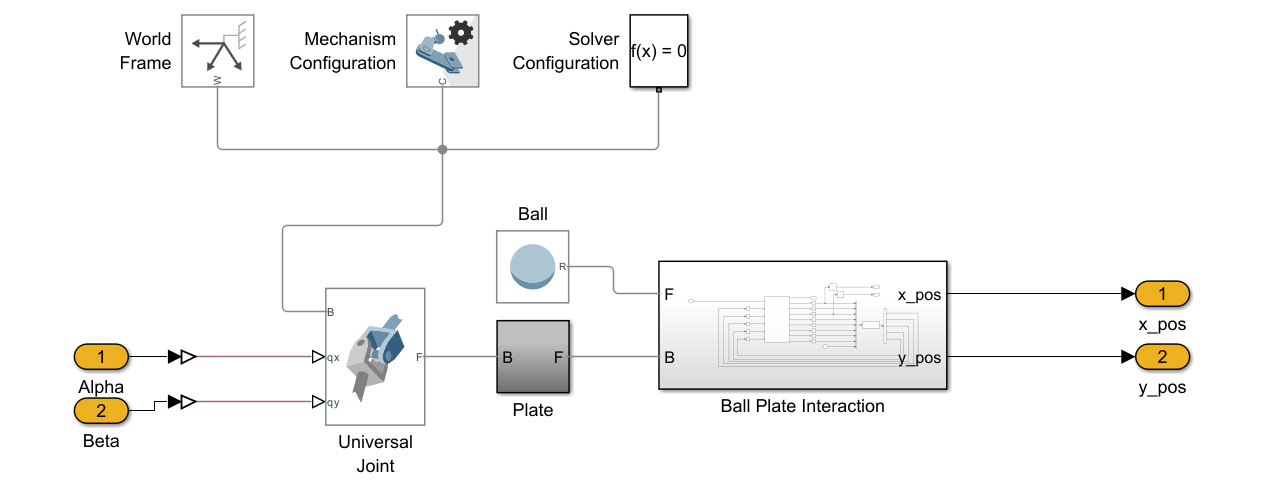 World
Frame
W
Mechanism
Configuration
C
Solver
Configuration
f(x) = 0
Ball
R
B
qx
qy
F
Universal
Joint
1
Alpha
2
Beta
B
F
Plate
F
B
x_pos
y_pos
Ball Plate Interaction
1
x_pos
2
y_pos